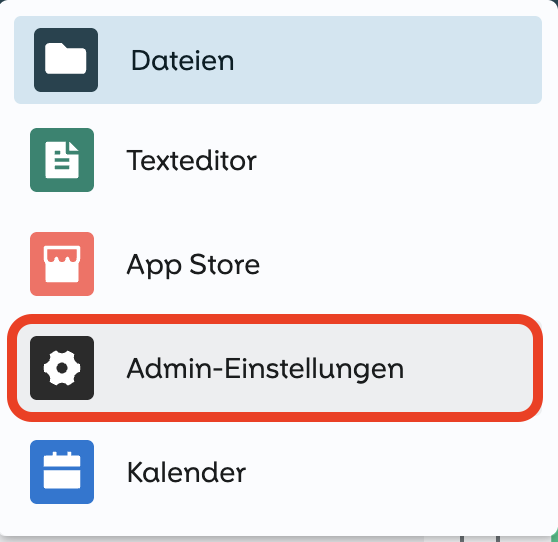 Dateien
Texteditor
App Store
Admin-Einstellungen
Kalender